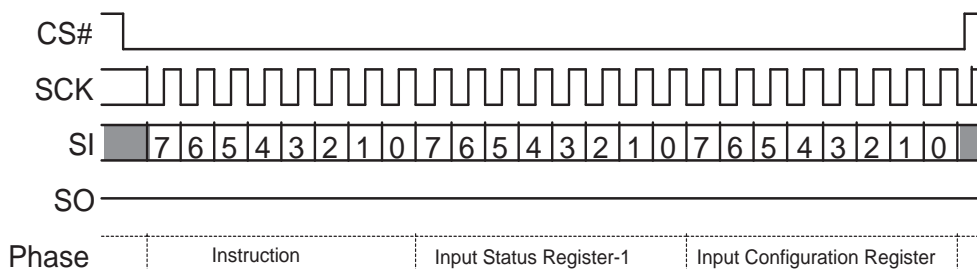 CS#
SCK
SI 7 6 5 4 3 2 1 0 7 6 5 4 3 2 1 0 7 6 5 4 3 2 1 0
SO
Phase Instruction Input Status Register-1 Input Configuration Register